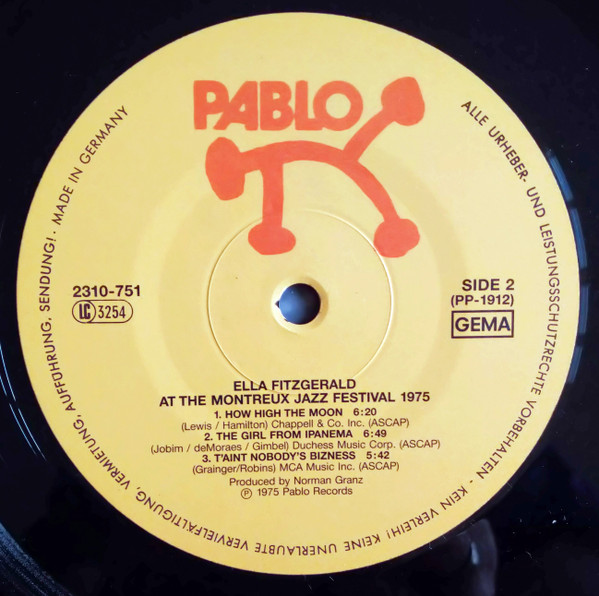 PABLO
2310-751
LC 3254
SIDE 2
(PP-1912)
GEMA
ELLA FITZGERALD
AT THE MONTREUX JAZZ FESTIVAL 1975
1. HOW HIGH THE MOON 6:20
(Lewis / Hamilton) Chappell & Co. Inc. (ASCAP)
2. THE GIRL FROM IPANEMA 6:49
(Jobim / deMoraes / Gimbel) Duchess Music Corp. (ASCAP)
3. T'AINT NOBODY'S BIZNESS 5:42
(Grainger/Robins) MCA Music Inc. (ASCAP)
Produced by Norman Granz
Ⓟ 1975 Pablo Records
ALLE URHEBER- UND LEISTUNGSSCHUTZRECHTE VORBEHALTEN - KEIN VERLEIH! KEINE UNERLAUBTE VERVIELFÄLTIGUNG, VERMIETUNG, AUFFÜHRUNG, SENDUNG! · MADE IN GERMANY